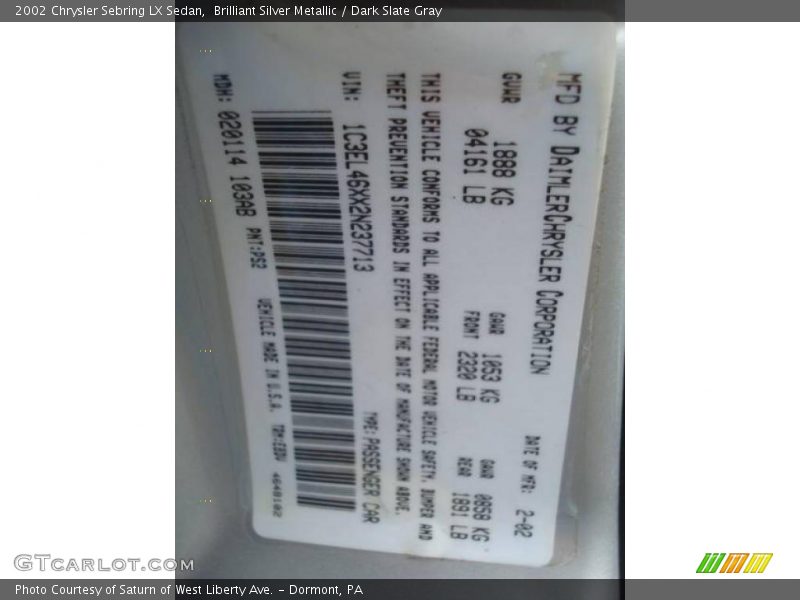 2002 Chrysler Sebring LX Sedan,  Brilliant Silver Metallic / Dark Slate Gray
MFD BY DAIMLERCHRYSLER CORPORATION
DATE OF MFR: 2-02
GVWR
1888 KG
04161 LB
GAWR 1053 KG
FRONT 2320 LB
GAWR 0858 KG
REAR 1891 LB
THIS VEHICLE CONFORMS TO ALL APPLICABLE FEDERAL MOTOR VEHICLE SAFETY, BUMPER AND
THEFT PREVENTION STANDARDS IN EFFECT ON THE DATE OF MANUFACTURE SHOWN ABOVE.
VIN: 1C3EL46XX2N237713
TYPE: PASSENGER CAR
MDH: 020114 103AB PNT:PS2
VEHICLE MADE IN U.S.A.
4648102
GTCARLOT.COM
Photo Courtesy of Saturn of West Liberty Ave. – Dormont, PA